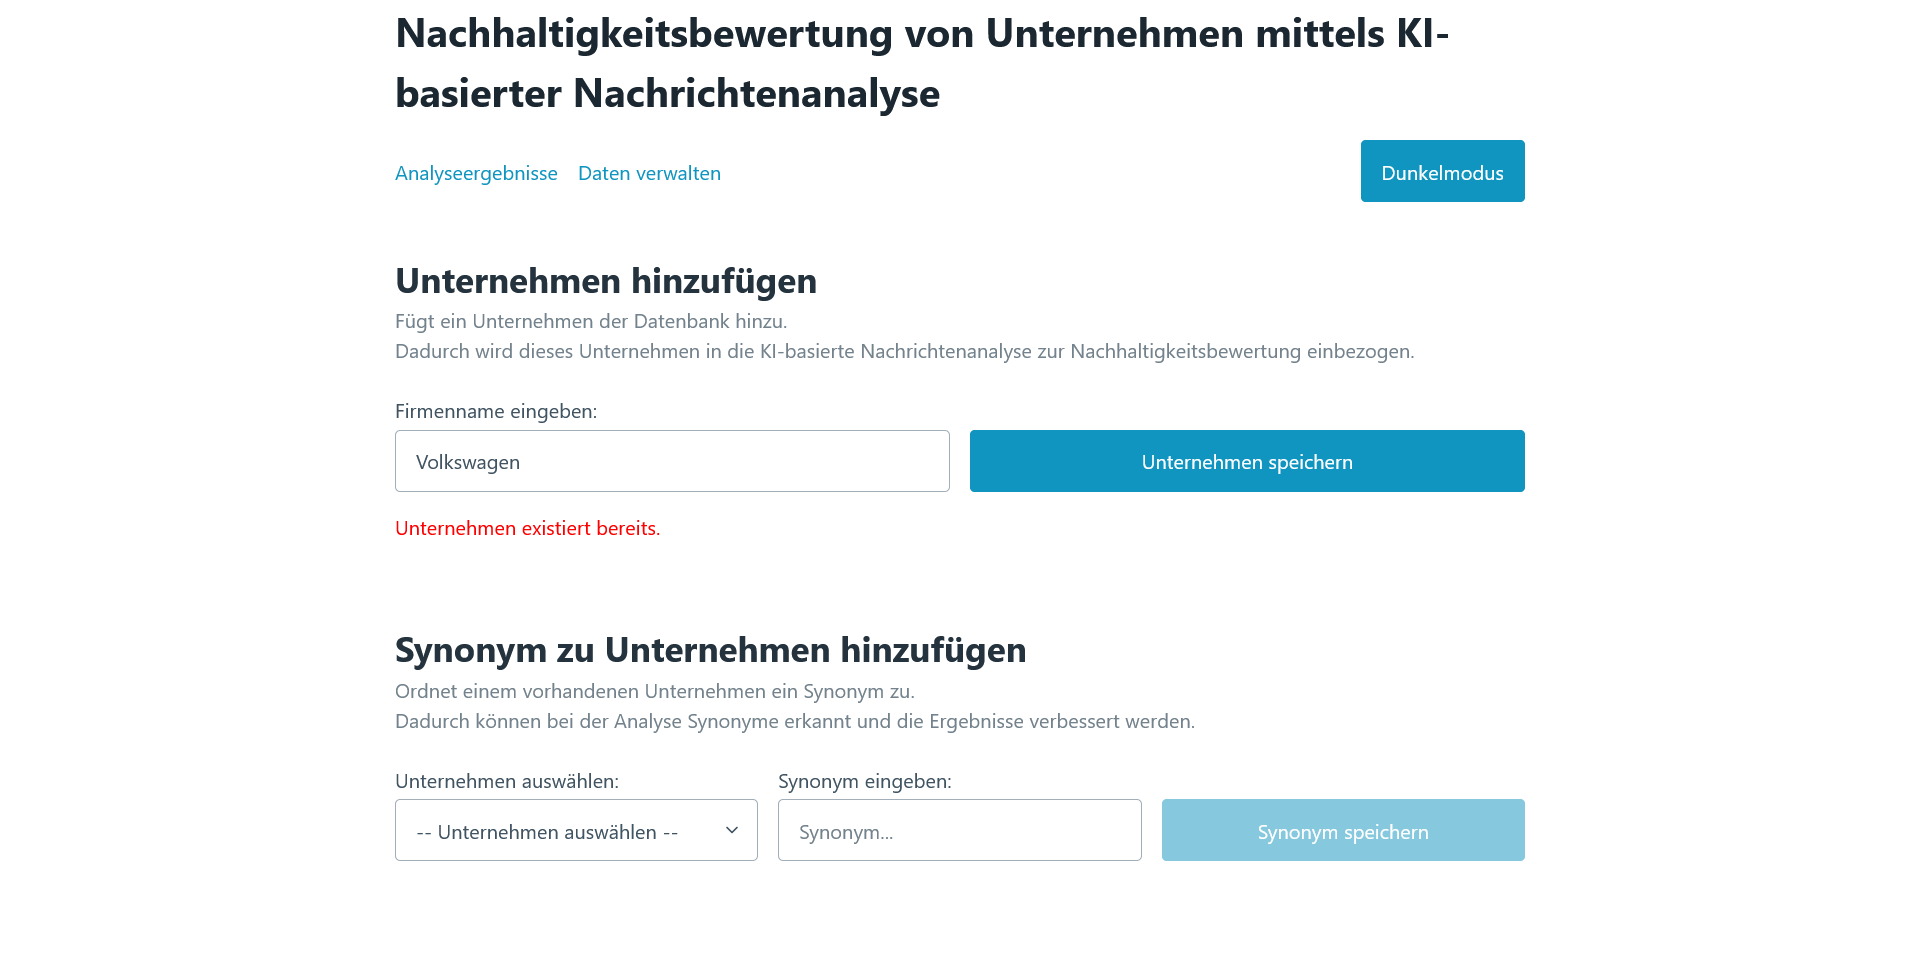 Nachhaltigkeitsbewertung von Unternehmen mittels KI-
basierter Nachrichtenanalyse
Analyseergebnisse Daten verwalten Dunkelmodus
Unternehmen hinzufügen
Fügt ein Unternehmen der Datenbank hinzu.
Dadurch wird dieses Unternehmen in die KI-basierte Nachrichtenanalyse zur Nachhaltigkeitsbewertung einbezogen.
Firmenname eingeben:
Volkswagen Unternehmen speichern
Unternehmen existiert bereits.
Synonym zu Unternehmen hinzufügen
Ordnet einem vorhandenen Unternehmen ein Synonym zu.
Dadurch können bei der Analyse Synonyme erkannt und die Ergebnisse verbessert werden.
Unternehmen auswählen: Synonym eingeben:
-- Unternehmen auswählen -- Synonym... Synonym speichern